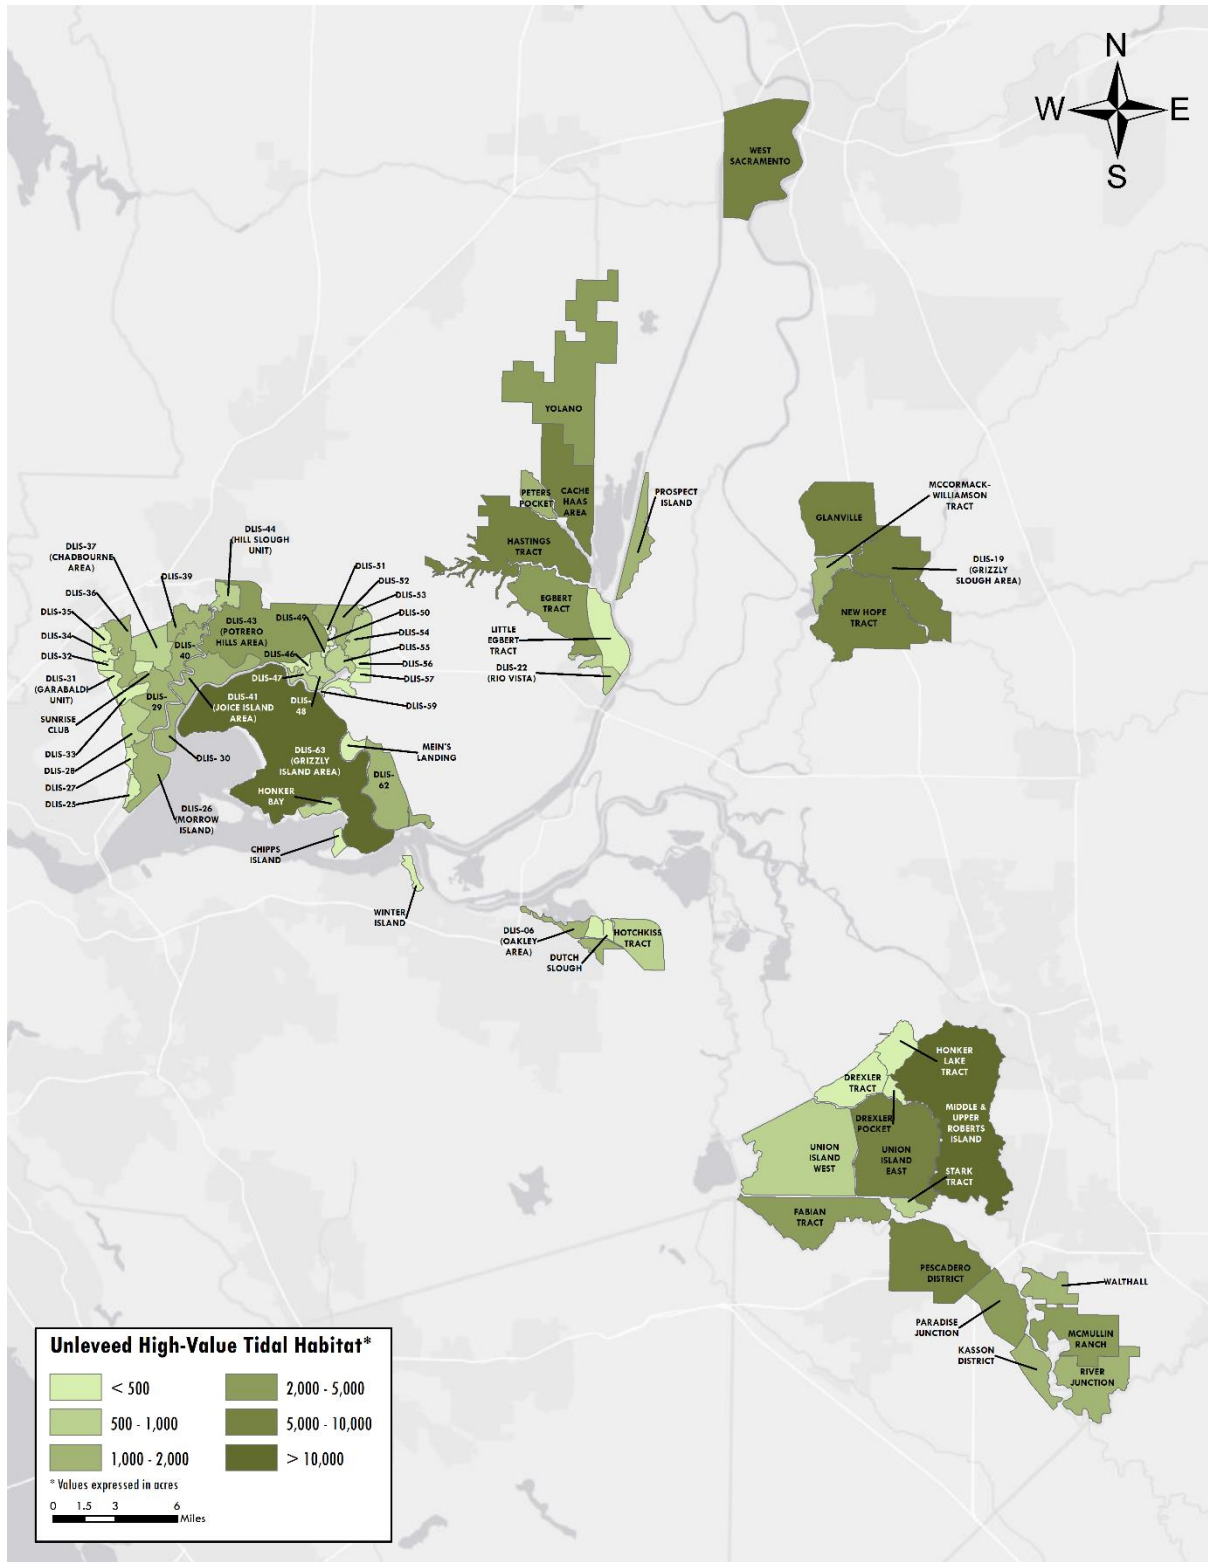 N
W
E
S
WEST
SACRAMENTO
YOLANO
PETERS
POCKET
CACHE
HAAS
AREA
PROSPECT
ISLAND
HASTINGS
TRACT
EGBERT
TRACT
LITTLE
EGBERT
TRACT
DLIS-22
(RIO VISTA)
MCCORMACK-
WILLIAMSON
TRACT
GLANVILLE
DLIS-19
(GRIZZLY
SLOUGH AREA)
NEW HOPE
TRACT
DLIS-44
(HILL SLOUGH
UNIT)
DLIS-37
(CHADBOURNE
AREA)
DLIS-39
DLIS-36
DLIS-35
DLIS-34
DLIS-32
DLIS-31
(GARABALDI
UNIT)
SUNRISE
CLUB
DLIS-33
DLIS-28
DLIS-27
DLIS-25
DLIS-
29
DLIS-
40
DLIS- 30
DLIS-26
(MORROW
ISLAND)
DLIS-43
(POTRERO
HILLS AREA)
DLIS-41
(JOICE ISLAND
AREA)
DLIS-49
DLIS-46
DLIS-47
DLIS-
48
DLIS-51
DLIS-52
DLIS-53
DLIS-50
DLIS-54
DLIS-55
DLIS-56
DLIS-57
DLIS-59
DLIS-63
(GRIZZLY
ISLAND AREA)
MEIN'S
LANDING
DLIS-
62
HONKER
BAY
CHIPPS
ISLAND
WINTER
ISLAND
DLIS-06
(OAKLEY
AREA)
DUTCH
SLOUGH
HOTCHKISS
TRACT
HONKER
LAKE
TRACT
DREXLER
TRACT
DREXLER
POCKET
MIDDLE &
UPPER
ROBERTS
ISLAND
UNION
ISLAND
WEST
UNION
ISLAND
EAST
STARK
TRACT
FABIAN
TRACT
PESCADERO
DISTRICT
WALTHALL
PARADISE
JUNCTION
MCMULLIN
RANCH
KASSON
DISTRICT
RIVER
JUNCTION
Unleveed High-Value Tidal Habitat*
< 500
500 - 1,000
1,000 - 2,000
2,000 - 5,000
5,000 - 10,000
> 10,000
* Values expressed in acres
0 1.5 3 6
Miles